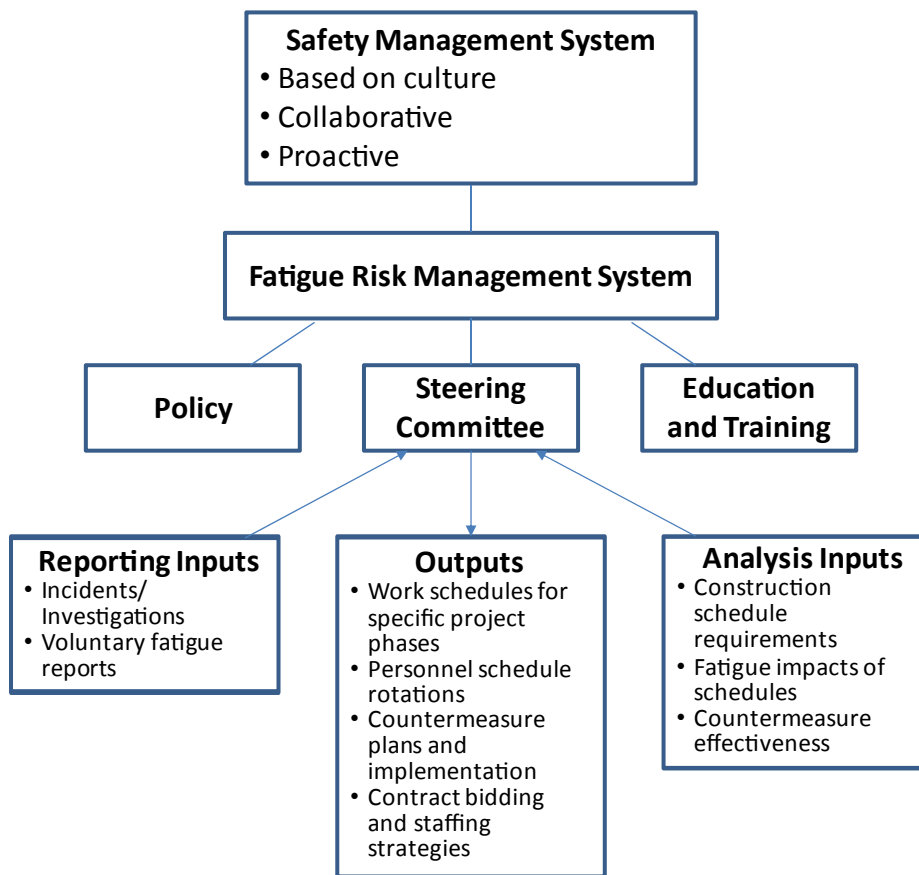 Safety Management System
• Based on culture
• Collaborative
• Proactive
Fatigue Risk Management System
Policy
Steering
Committee
Education
and Training
Reporting Inputs
• Incidents/
Investigations
• Voluntary fatigue
reports
Outputs
• Work schedules for
specific project
phases
• Personnel schedule
rotations
• Countermeasure
plans and
implementation
• Contract bidding
and staffing
strategies
Analysis Inputs
• Construction
schedule
requirements
• Fatigue impacts of
schedules
• Countermeasure
effectiveness